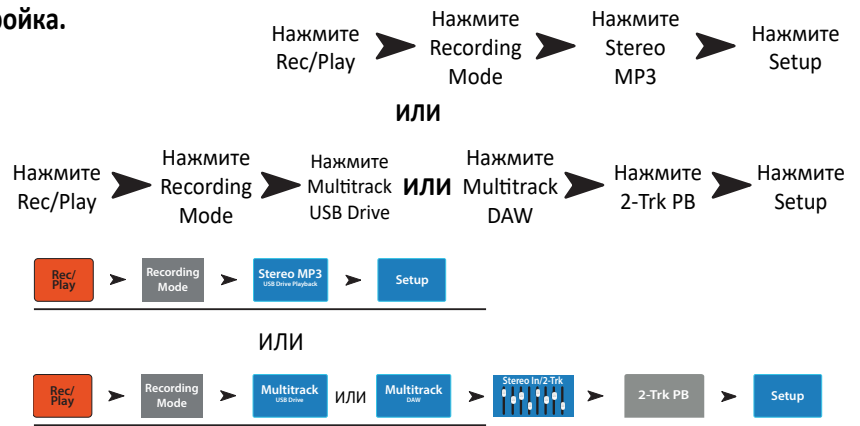 ойка.
Нажмите
Rec/Play
Нажмите
Recording
Mode
Нажмите
Stereo
MP3
Нажмите
Setup
ИЛИ
Нажмите
Rec/Play
Нажмите
Recording
Mode
Нажмите
Multitrack
USB Drive
ИЛИ
Нажмите
Multitrack
DAW
Нажмите
2-Trk PB
Нажмите
Setup
Rec/
Play
Recording
Mode
Stereo MP3
USB Drive Playback
Setup
ИЛИ
Rec/
Play
Recording
Mode
Multitrack
USB Drive
ИЛИ
Multitrack
DAW
Stereo In/2-Trk
2-Trk PB
Setup